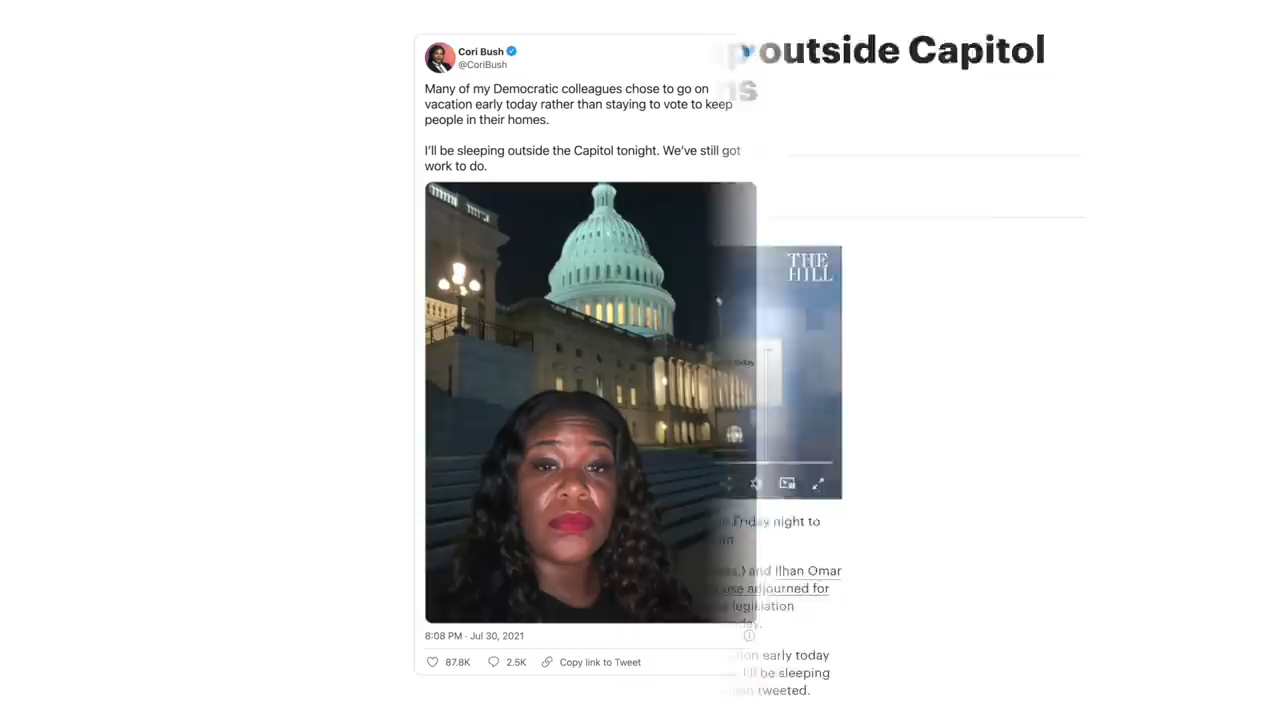 Cori Bush
@CoriBush
Many of my Democratic colleagues chose to go on
vacation early today rather than staying to vote to keep
people in their homes.
I'll be sleeping outside the Capitol tonight. We've still got
work to do.
8:08 PM · Jul 30, 2021
87.8K 2.5K Copy link to Tweet
outside Capitol
THE
HILL
Friday night to
and Ilhan Omar
adjourned for
legislation
early today
I'll be sleeping
tweeted.